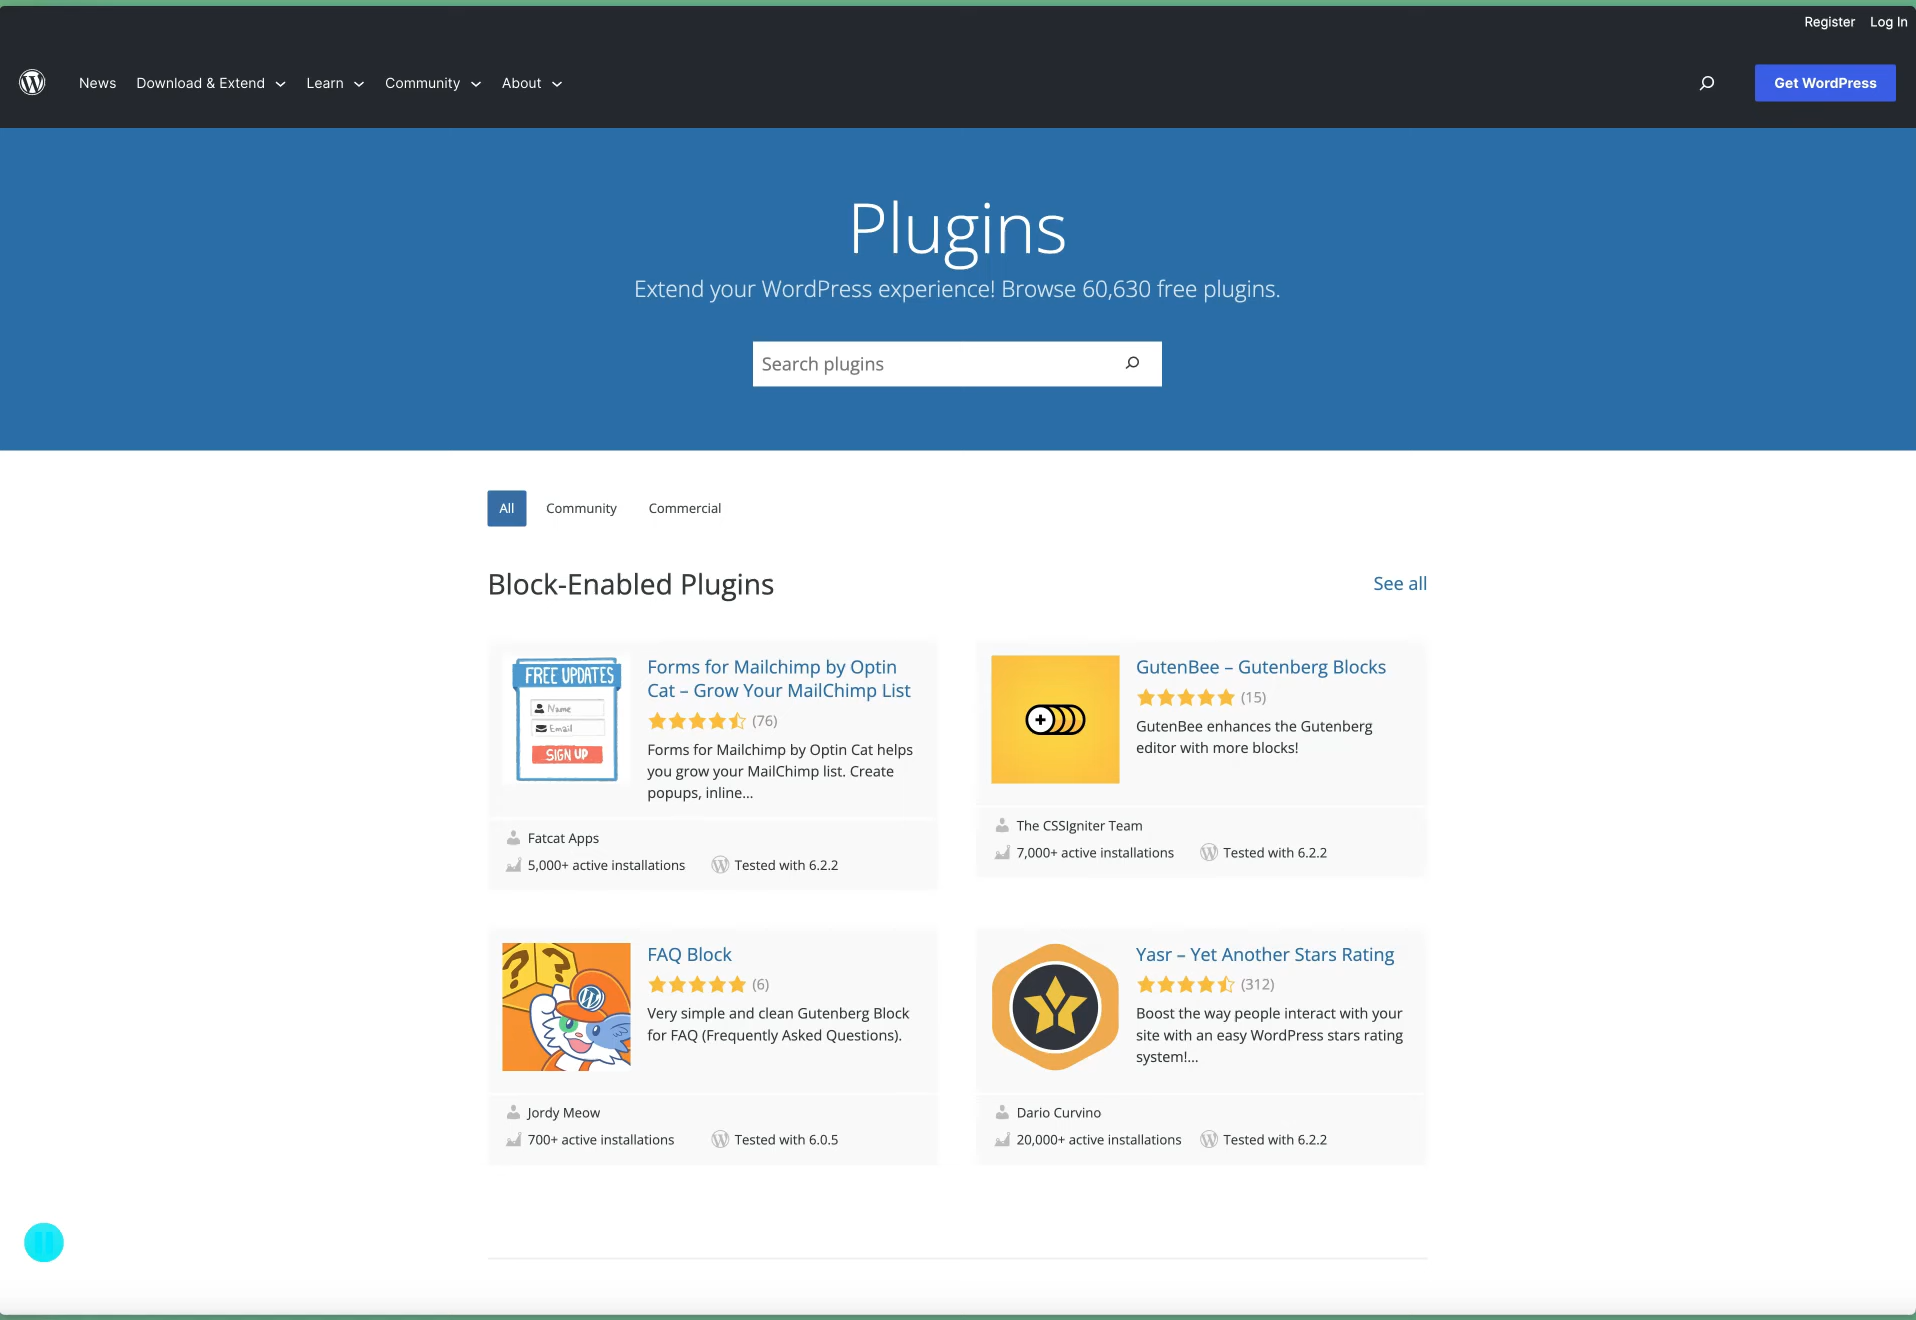 Register Log In
News Download & Extend Learn Community About
Get WordPress
Plugins
Extend your WordPress experience! Browse 60,630 free plugins.
Search plugins
All Community Commercial
Block-Enabled Plugins
See all
FREE UPDATES
Name
Email
SIGN UP
Forms for Mailchimp by Optin
Cat – Grow Your MailChimp List
(76)
Forms for Mailchimp by Optin Cat helps
you grow your MailChimp list. Create
popups, inline...
Fatcat Apps
5,000+ active installations Tested with 6.2.2
GutenBee – Gutenberg Blocks
(15)
GutenBee enhances the Gutenberg
editor with more blocks!
The CSSIgniter Team
7,000+ active installations Tested with 6.2.2
? ?
FAQ Block
(6)
Very simple and clean Gutenberg Block
for FAQ (Frequently Asked Questions).
Jordy Meow
700+ active installations Tested with 6.0.5
Yasr – Yet Another Stars Rating
(312)
Boost the way people interact with your
site with an easy WordPress stars rating
system!...
Dario Curvino
20,000+ active installations Tested with 6.2.2